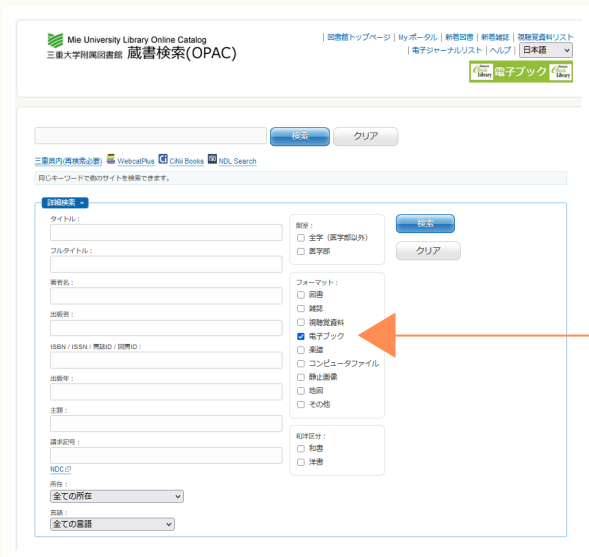 Mie University Library Online Catalog
三重大学附属図書館 蔵書検索(OPAC)
| 図書館トップページ | My ポータル | 新着図書 | 新着雑誌 | 視聴覚資料リスト
| 電子ジャーナルリスト | ヘルプ | 日本語
電子ブック
検索 クリア
三重県内(再検索必要) WebcatPlus CiNii Books NDL Search
同じキーワードで他のサイトを検索できます。
詳細検索
タイトル：
フルタイトル：
著者名：
出版者：
ISBN / ISSN / 書誌ID / 図書ID：
出版年：
主題：
請求記号：
NDC
所在：
全ての所在
言語：
全ての言語
館室：
全学（医学部以外）
医学部
フォーマット：
図書
雑誌
視聴覚資料
電子ブック
楽譜
コンピュータファイル
静止画像
地図
その他
和洋区分：
和書
洋書
検索
クリア